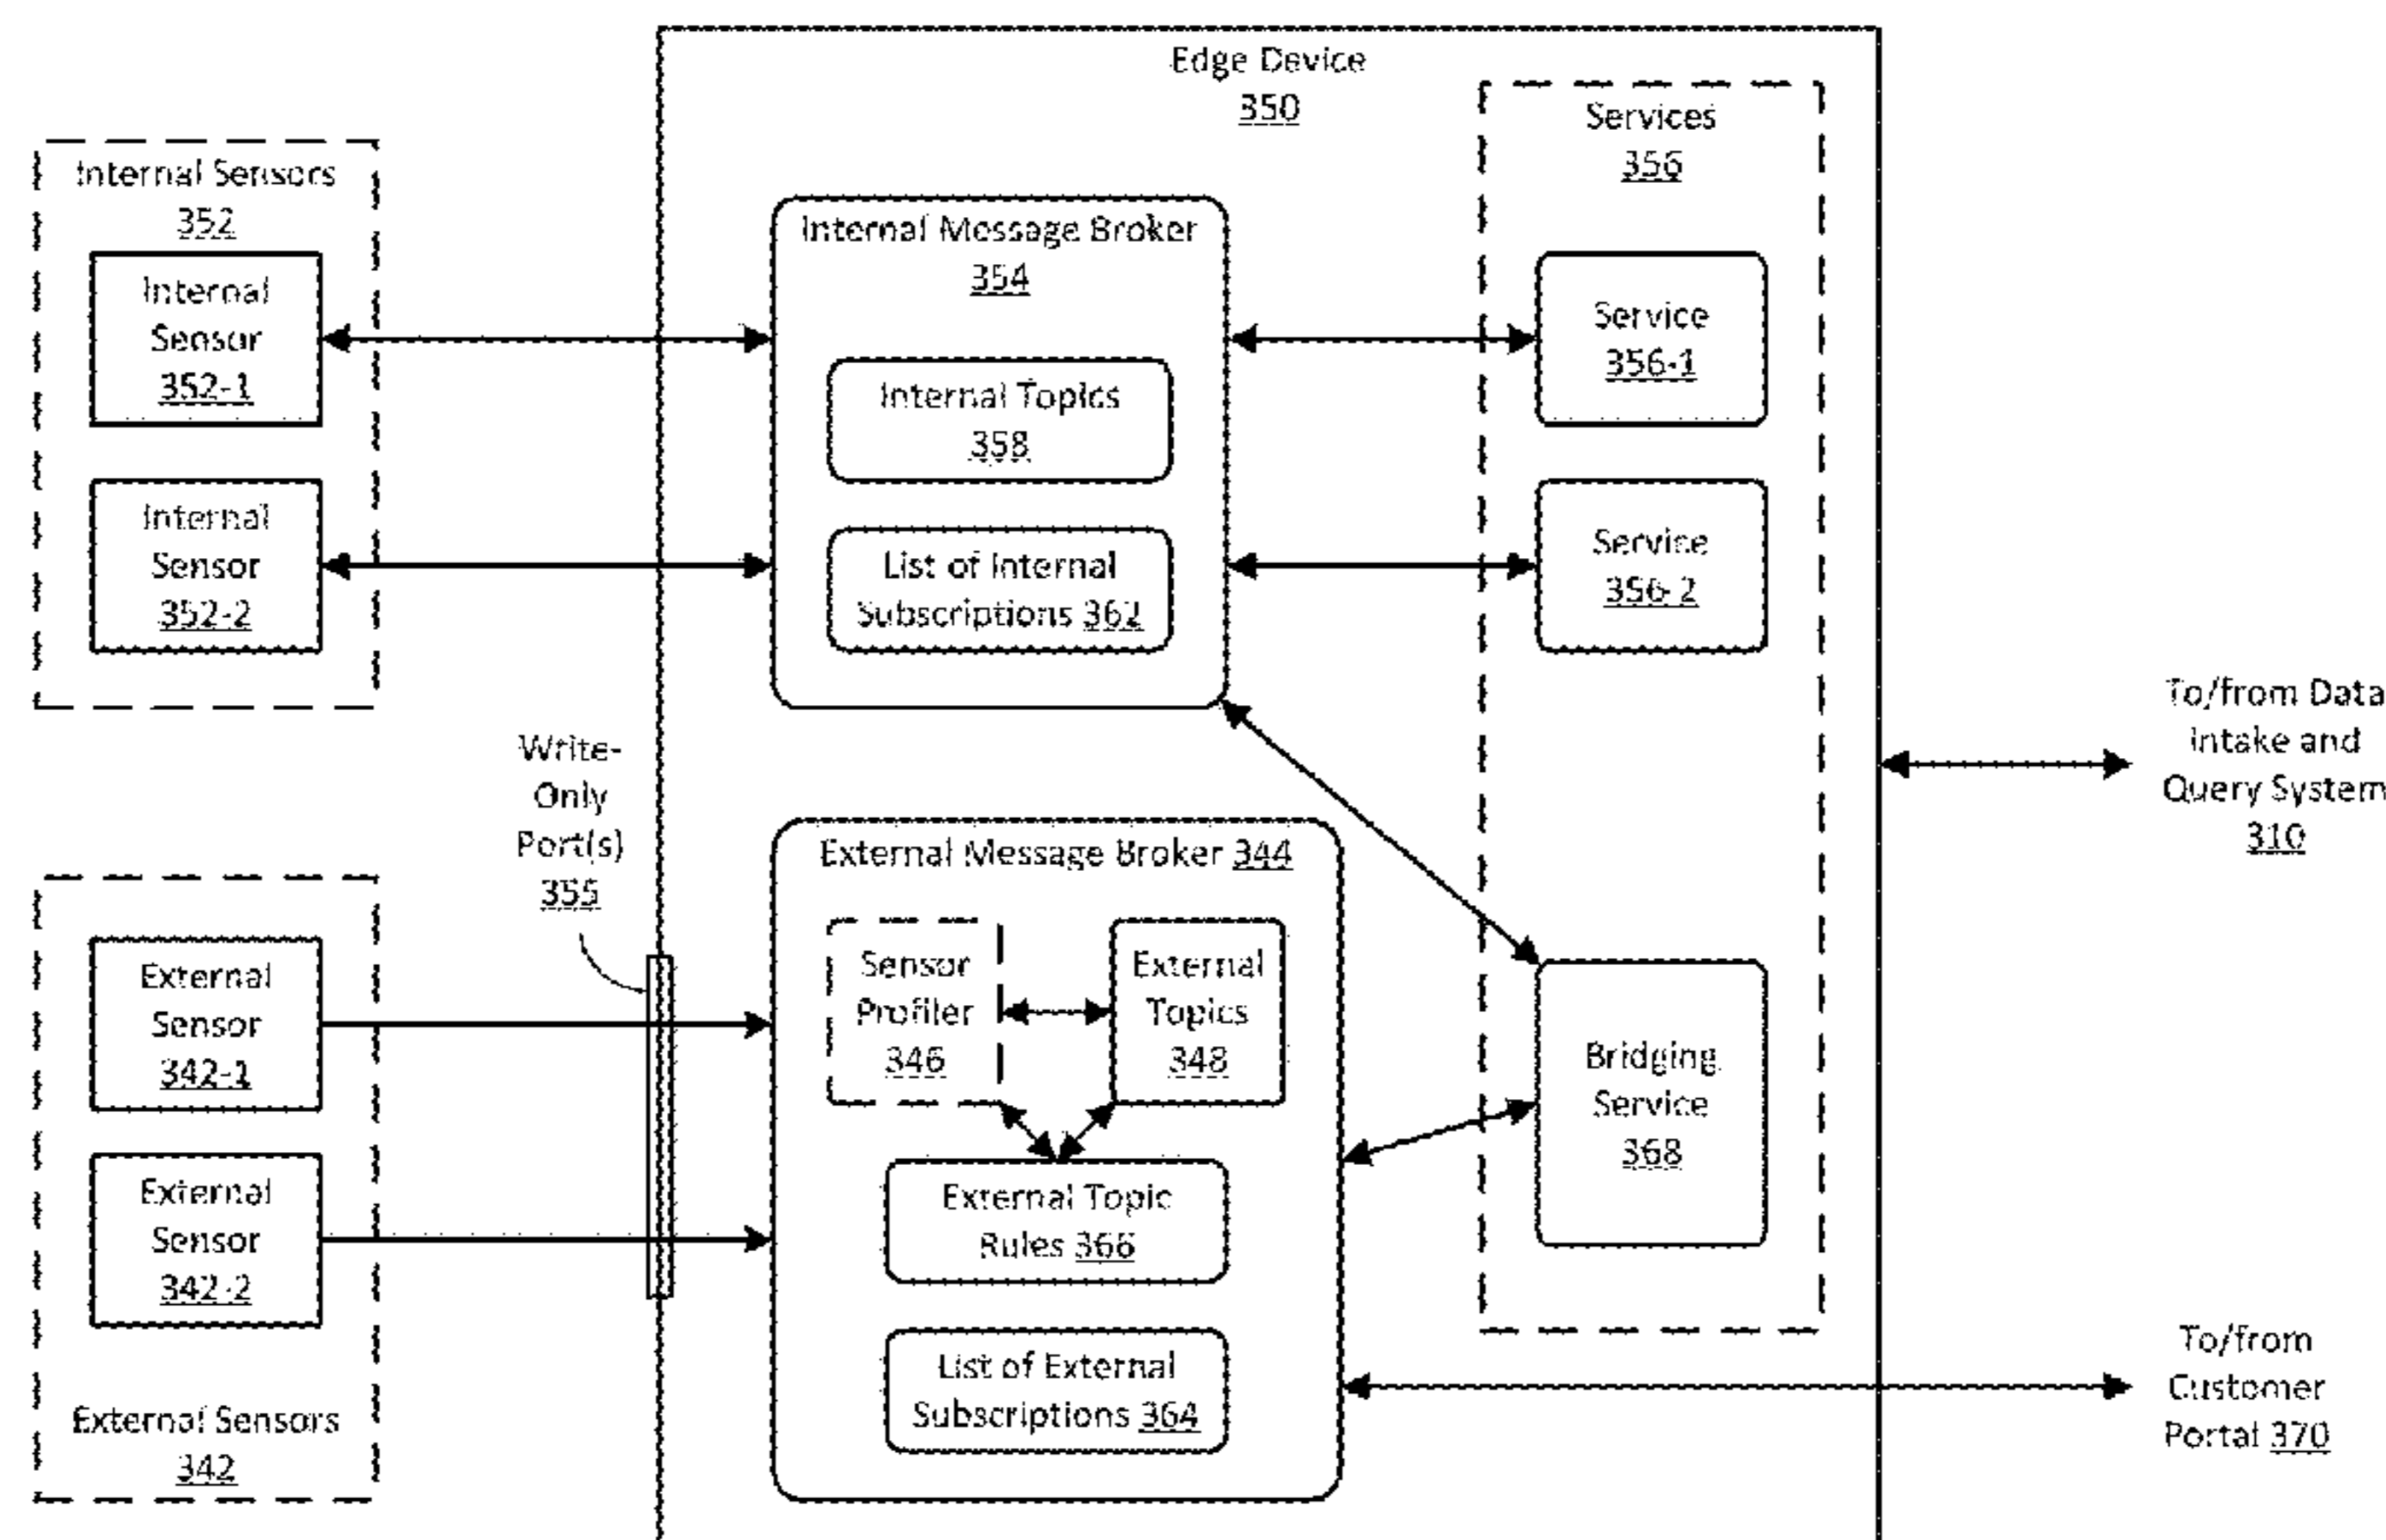 Edge Device
350
Services
356
Internal Sensors
352
Internal
Sensor
352-1
Internal
Sensor
352-2
Internal Message Broker
354
Internal Topics
358
List of Internal
Subscriptions 362
Service
356-1
Service
356-2
To/from Data
Intake and
Query System
310
Write-
Only
Port(s)
355
External Message Broker 344
Sensor
Profiler
346
External
Topics
348
External Topic
Rules 366
List of External
Subscriptions 364
Bridging
Service
368
External
Sensor
342-1
External
Sensor
342-2
External Sensors
342
To/from
Customer
Portal 370